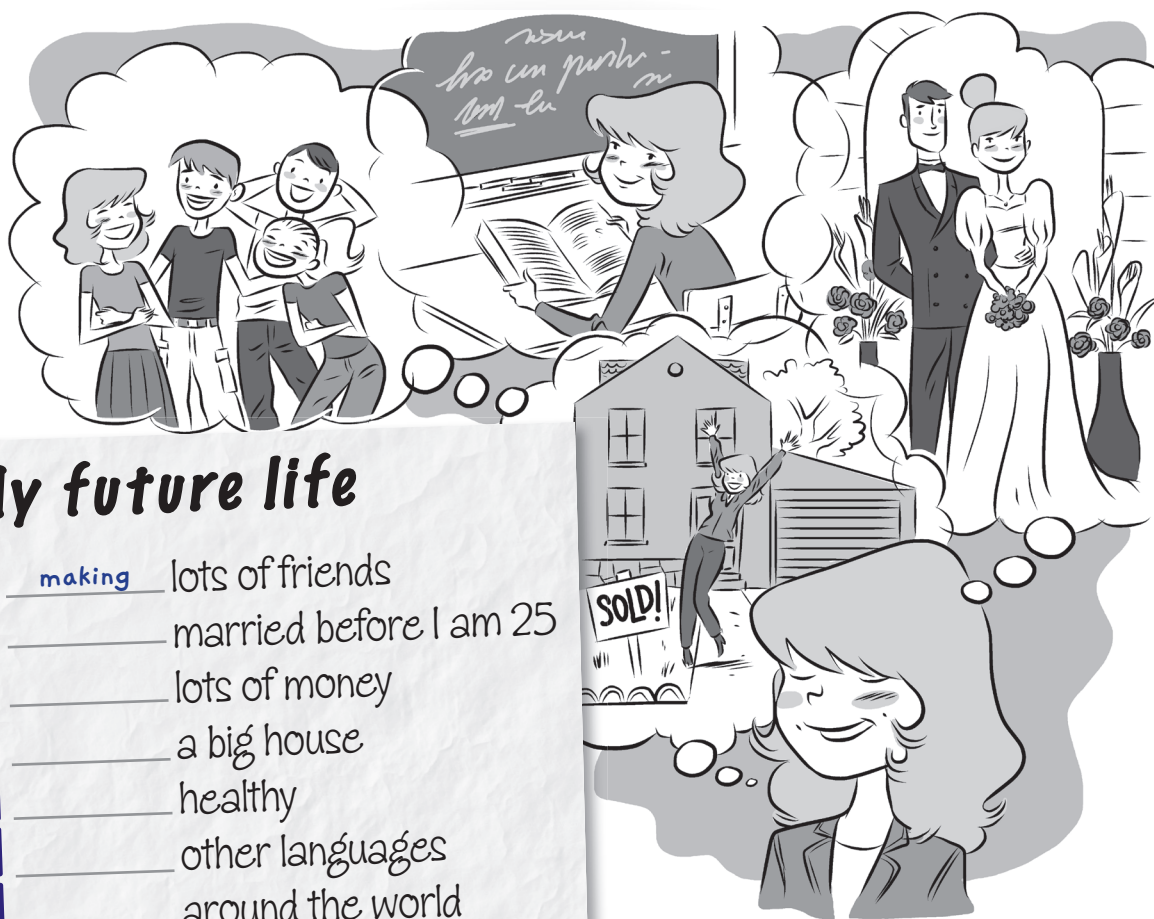 ly future life
making lots of friends
married before I am 25
lots of money
a big house
healthy
other languages
around the world
SOLD!